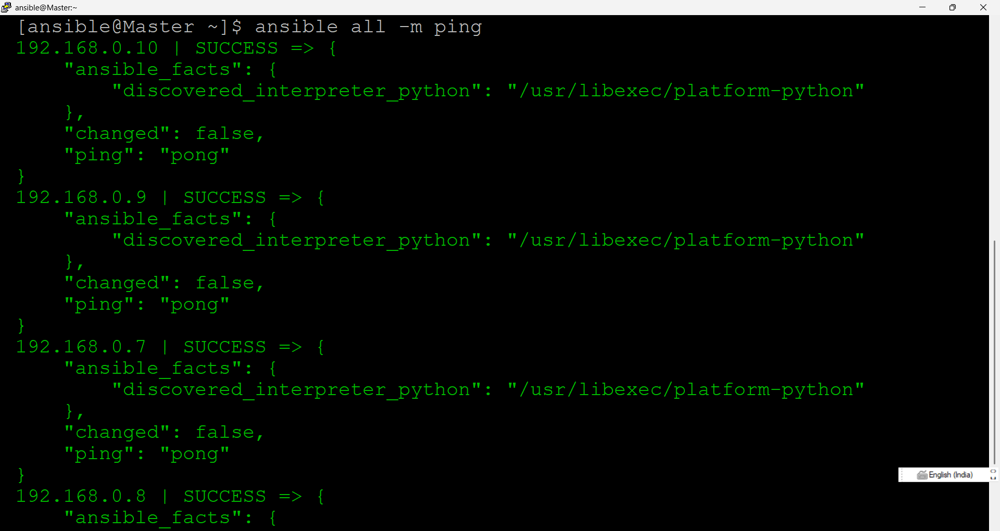 ansible@Master:~
[ansible@Master ~]$ ansible all -m ping
192.168.0.10 | SUCCESS => {
    "ansible_facts": {
        "discovered_interpreter_python": "/usr/libexec/platform-python"
    },
    "changed": false,
    "ping": "pong"
}
192.168.0.9 | SUCCESS => {
    "ansible_facts": {
        "discovered_interpreter_python": "/usr/libexec/platform-python"
    },
    "changed": false,
    "ping": "pong"
}
192.168.0.7 | SUCCESS => {
    "ansible_facts": {
        "discovered_interpreter_python": "/usr/libexec/platform-python"
    },
    "changed": false,
    "ping": "pong"
}
English (India)
192.168.0.8 | SUCCESS => {
    "ansible_facts": {